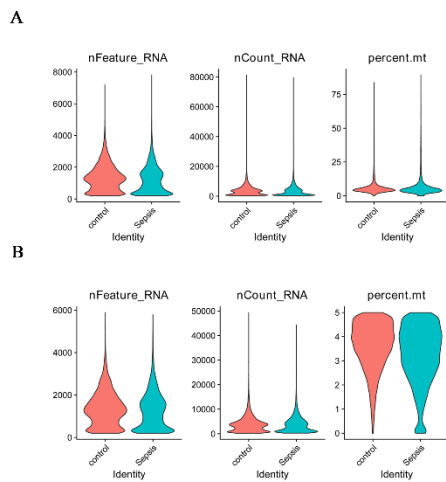 A
nFeature_RNA
8000
6000
4000
2000
0
control
Sepsis
Identity
nCount_RNA
80000
60000
40000
20000
0
control
Sepsis
Identity
percent.mt
75
50
25
0
control
Sepsis
Identity
B
nFeature_RNA
6000
4000
2000
0
control
Sepsis
Identity
nCount_RNA
50000
40000
30000
20000
10000
0
control
Sepsis
Identity
percent.mt
5
4
3
2
1
0
control
Sepsis
Identity